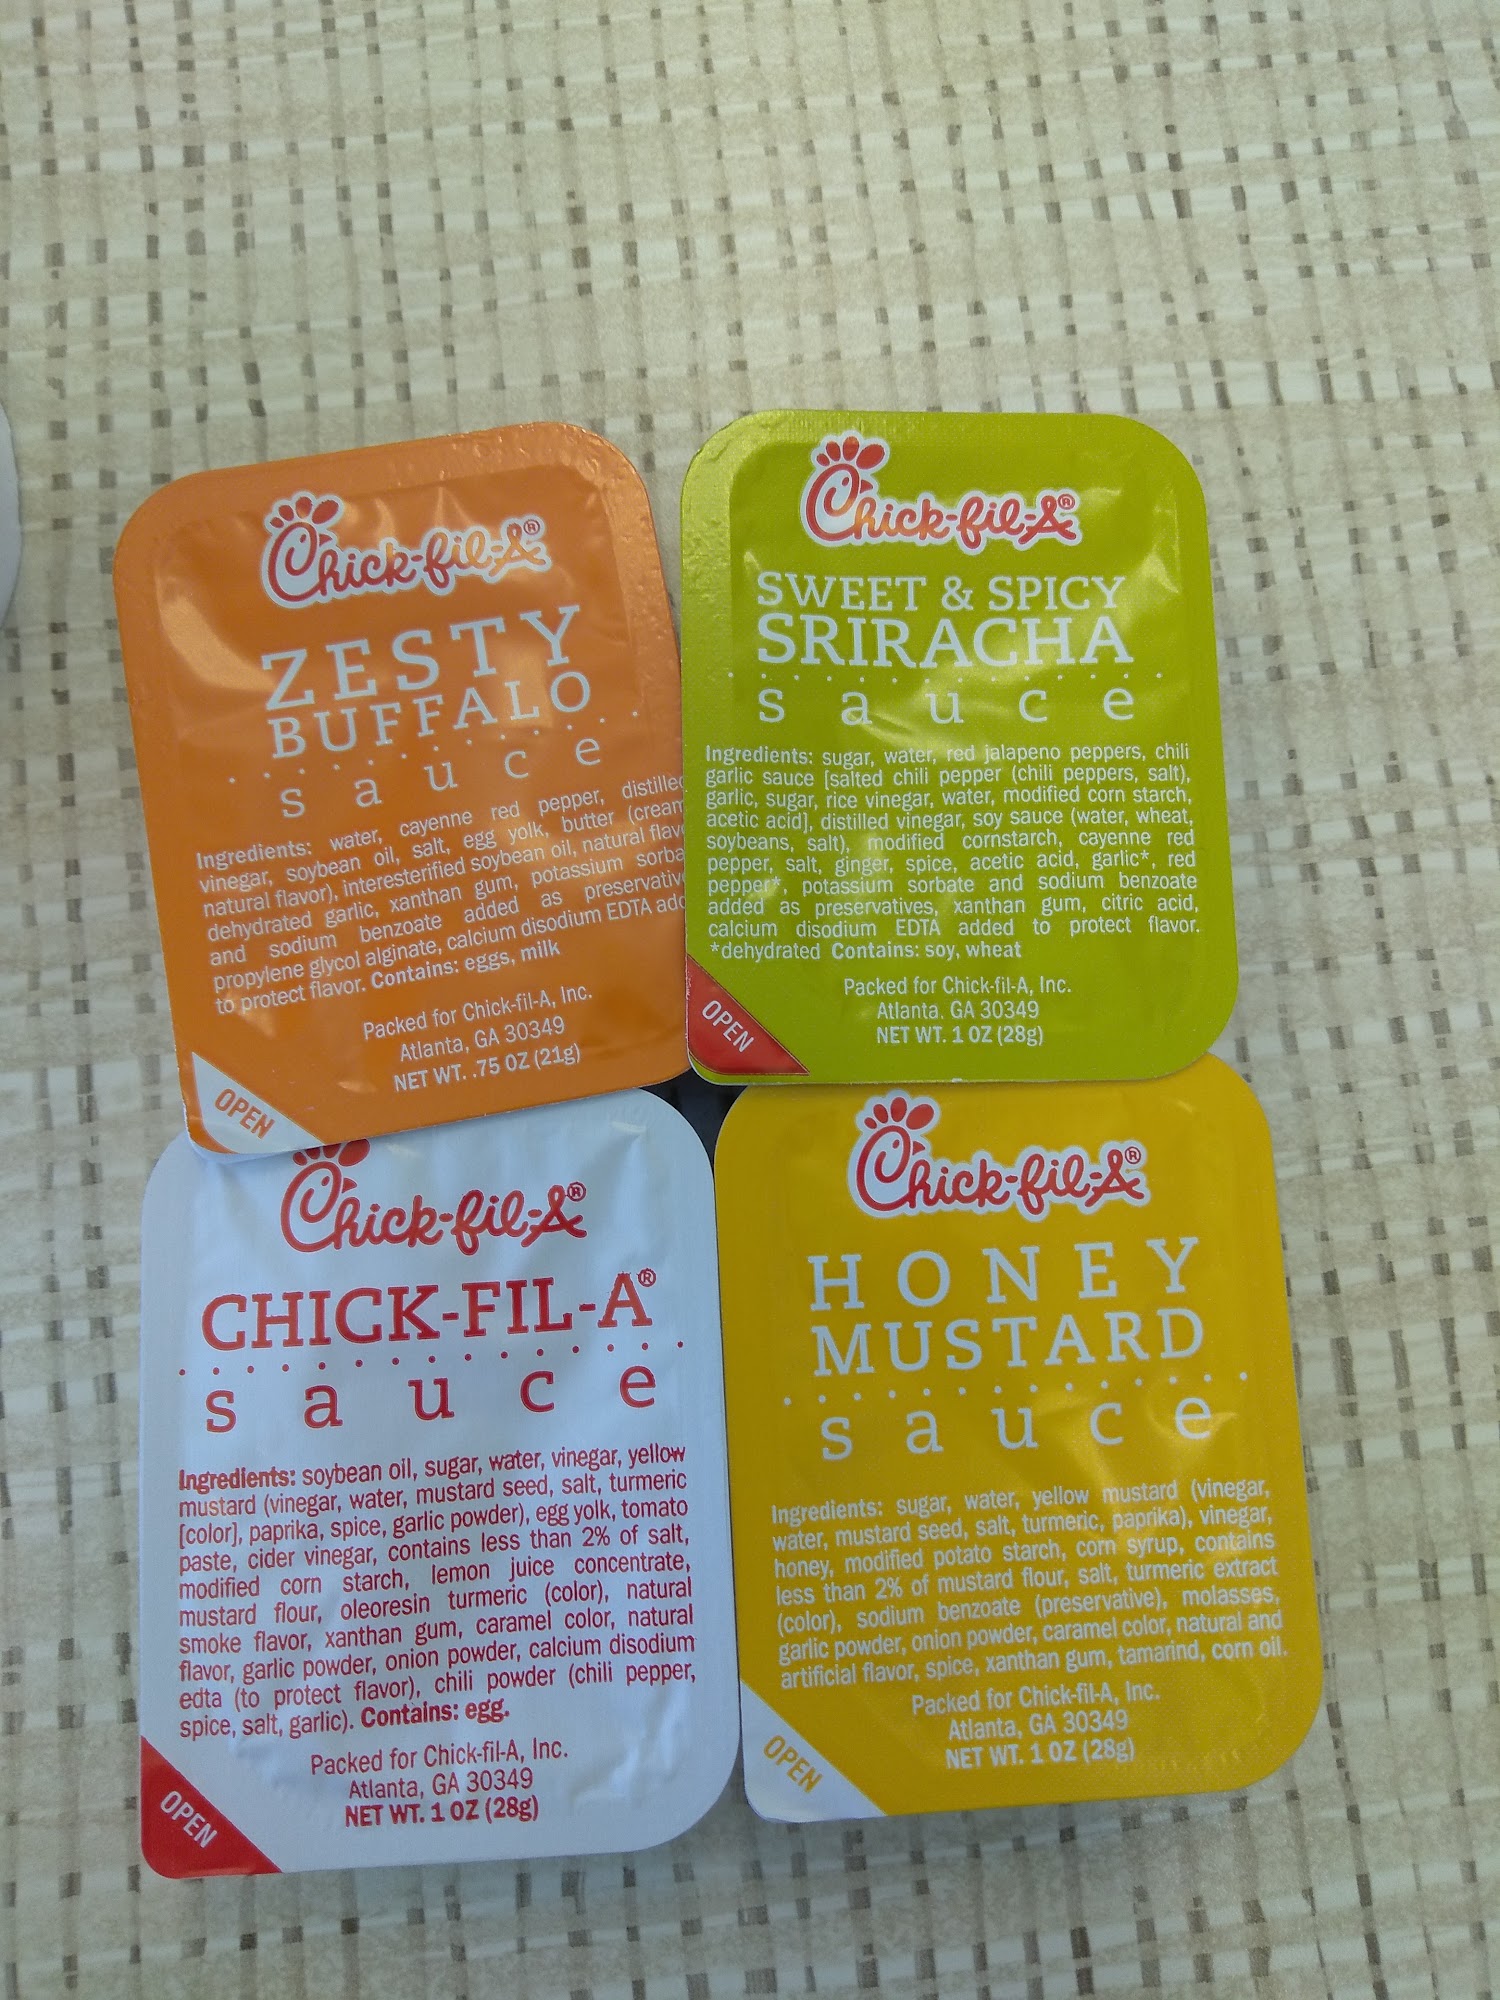 Chick-fil-A®
ZESTY
BUFFALO
sauce
Ingredients: water, cayenne red pepper, distilled
vinegar, soybean oil, salt, egg yolk, butter (cream,
natural flavor), interesterified soybean oil, natural
dehydrated garlic, xanthan gum, potassium
and sodium benzoate added as
propylene glycol alginate, calcium disodium EDTA
to protect flavor. Contains: eggs, milk
Packed for Chick-fil-A, Inc.
Atlanta, GA 30349
NET WT. .75 OZ (21g)
OPEN
Chick-fil-A®
SWEET & SPICY
SRIRACHA
sauce
Ingredients: sugar, water, red jalapeno peppers, chili
garlic sauce [salted chili pepper (chili peppers, salt),
garlic, sugar, rice vinegar, water, modified corn starch,
acetic acid], distilled vinegar, soy sauce (water, wheat,
soybeans, salt), modified cornstarch, cayenne red
pepper, salt, ginger, spice, acetic acid, garlic*, red
pepper*, potassium sorbate and sodium benzoate
added as preservatives, xanthan gum, citric acid,
calcium disodium EDTA added to protect flavor.
*dehydrated Contains: soy, wheat
Packed for Chick-fil-A, Inc.
Atlanta. GA 30349
NET WT. 1 OZ (28g)
OPEN
Chick-fil-A®
CHICK-FIL-A®
sauce
Ingredients: soybean oil, sugar, water, vinegar, yellow
mustard (vinegar, water, mustard seed, salt, turmeric
[color], paprika, spice, garlic powder), egg yolk, tomato
paste, cider vinegar, contains less than 2% of salt,
modified corn starch, lemon juice concentrate,
mustard flour, oleoresin turmeric (color), natural
smoke flavor, xanthan gum, caramel color, natural
flavor, garlic powder, onion powder, calcium disodium
edta (to protect flavor), chili powder (chili pepper,
spice, salt, garlic). Contains: egg.
Packed for Chick-fil-A, Inc.
Atlanta, GA 30349
NET WT. 1 OZ (28g)
OPEN
Chick-fil-A®
HONEY
MUSTARD
sauce
Ingredients: sugar, water, yellow mustard (vinegar,
water, mustard seed, salt, turmeric, paprika), vinegar,
honey, modified potato starch, corn syrup, contains
less than 2% of mustard flour, salt, turmeric extract
(color), sodium benzoate (preservative), molasses,
garlic powder, onion powder, caramel color, natural and
artificial flavor, spice, xanthan gum, tamarind, corn oil.
Packed for Chick-fil-A, Inc.
Atlanta, GA 30349
NET WT. 1 OZ (28g)
OPEN